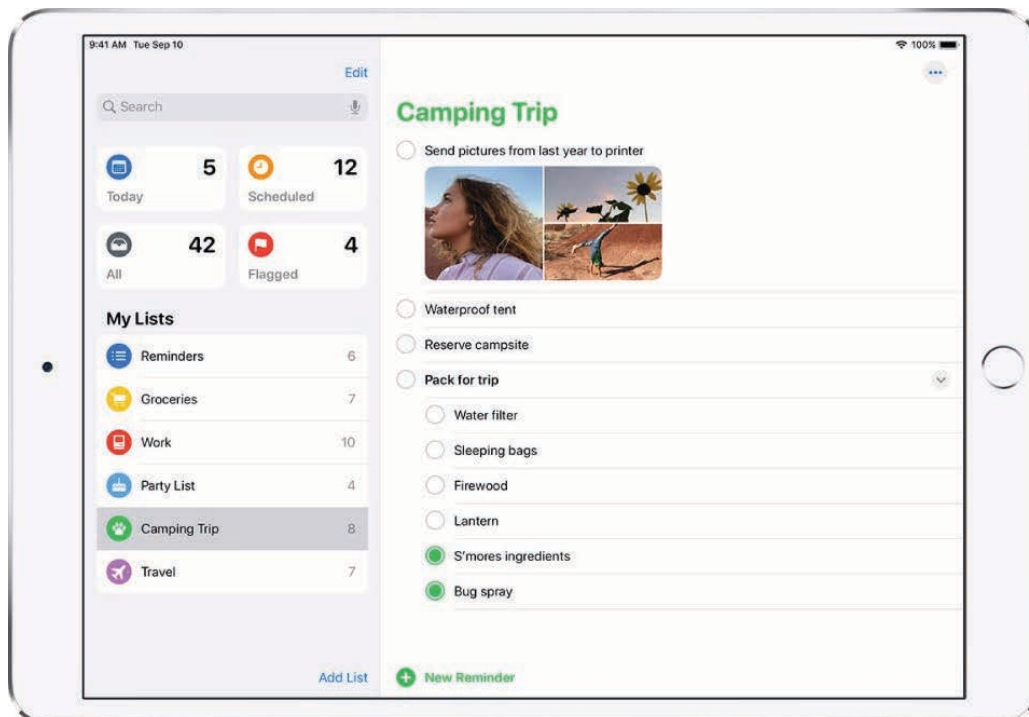 9:41 AM Tue Sep 10
100%
Edit
Search
5
Today
12
Scheduled
42
All
4
Flagged
My Lists
Reminders 6
Groceries 7
Work 10
Party List 4
Camping Trip 8
Travel 7
Add List
Camping Trip
Send pictures from last year to printer
Waterproof tent
Reserve campsite
Pack for trip
Water filter
Sleeping bags
Firewood
Lantern
S'mores ingredients
Bug spray
New Reminder